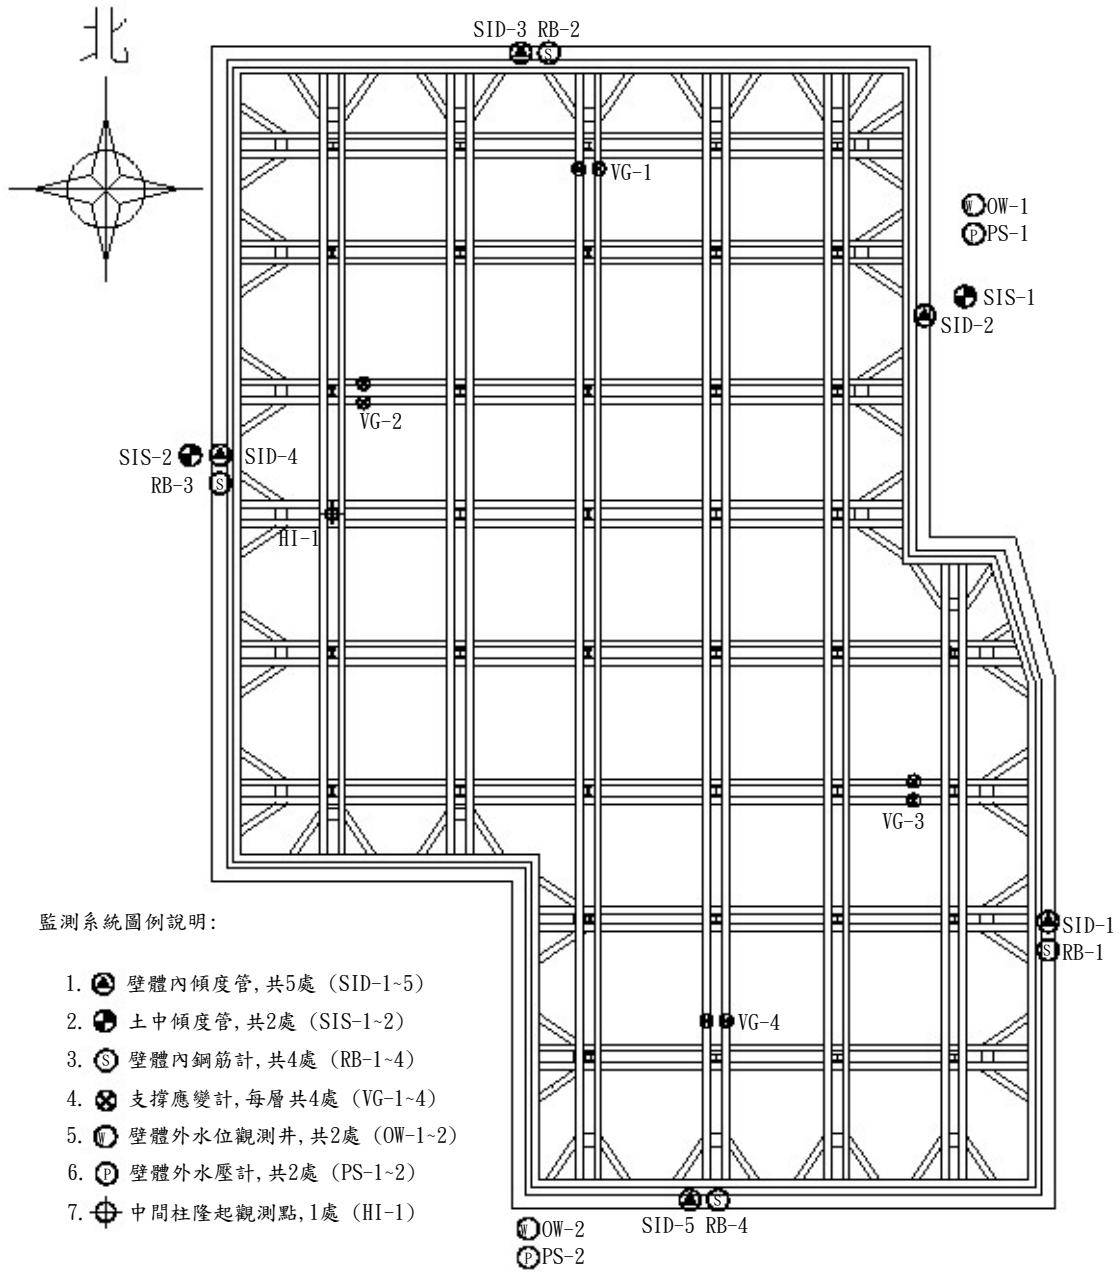 北
SID-3 RB-2
VG-1
OW-1
PS-1
SIS-1
SID-2
VG-2
SIS-2 SID-4
RB-3
HI-1
VG-3
監測系統圖例說明:
SID-1
RB-1
1. 壁體內傾度管,共5處 (SID-1~5)
2. 土中傾度管,共2處 (SIS-1~2)
VG-4
3. S 壁體內鋼筋計,共4處 (RB-1~4)
4. 支撐應變計,每層共4處 (VG-1~4)
5. W 壁體外水位觀測井,共2處 (OW-1~2)
6. P 壁體外水壓計,共2處 (PS-1~2)
7. 中間柱隆起觀測點,1處 (HI-1)
SID-5 RB-4
OW-2
PS-2